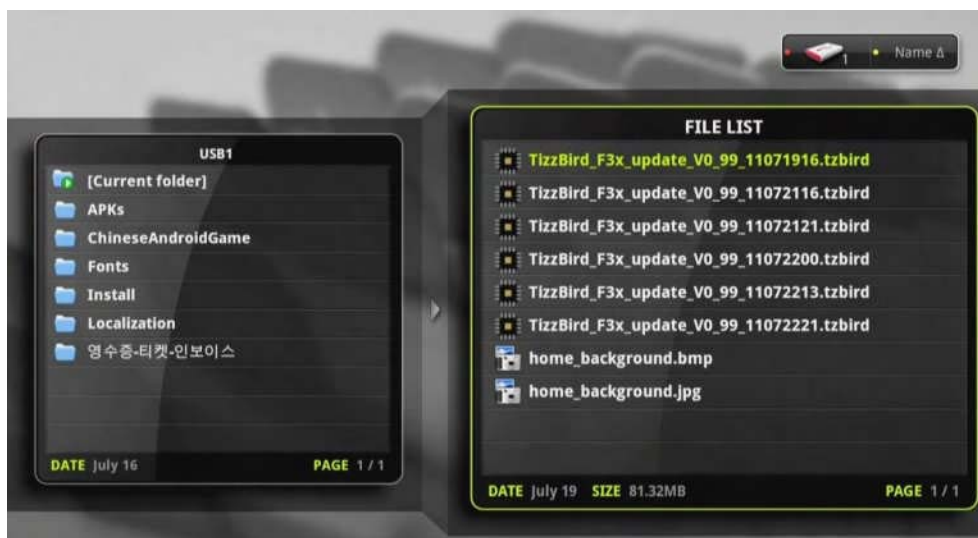 1
Name Δ
USB1
[Current folder]
APKs
ChineseAndroidGame
Fonts
Install
Localization
영수중-티켓-인보이스
DATE July 16 PAGE 1 / 1
FILE LIST
TizzBird_F3x_update_V0_99_11071916.tzbird
TizzBird_F3x_update_V0_99_11072116.tzbird
TizzBird_F3x_update_V0_99_11072121.tzbird
TizzBird_F3x_update_V0_99_11072200.tzbird
TizzBird_F3x_update_V0_99_11072213.tzbird
TizzBird_F3x_update_V0_99_11072221.tzbird
home_background.bmp
home_background.jpg
DATE July 19 SIZE 81.32MB PAGE 1 / 1